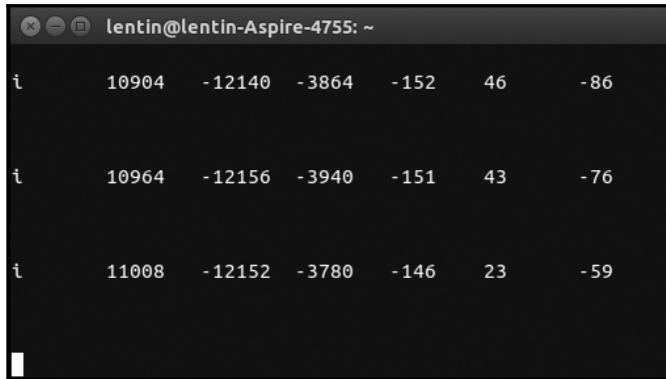 lentin@lentin-Aspire-4755: ~
i 10904 -12140 -3864 -152 46 -86
i 10964 -12156 -3940 -151 43 -76
i 11008 -12152 -3780 -146 23 -59